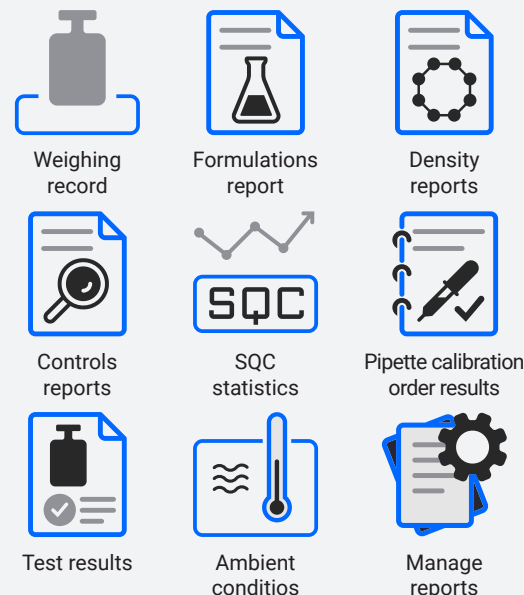 Weighing
record
Formulations
report
Density
reports
Controls
reports
SQC
SQC
statistics
Pipette calibration
order results
Test results
Ambient
conditios
Manage
reports